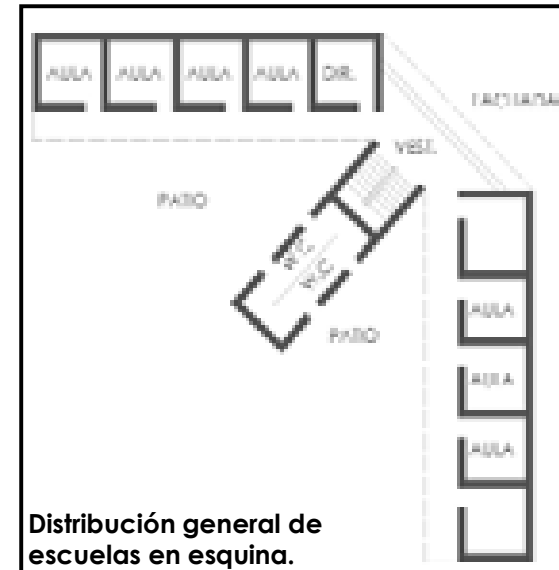 AULA AULA AULA AULA DIR.
FACHADA
VEST.
PATIO
W.C.
W.C.
PATIO
AULA
AULA
AULA
Distribución general de
escuelas en esquina.